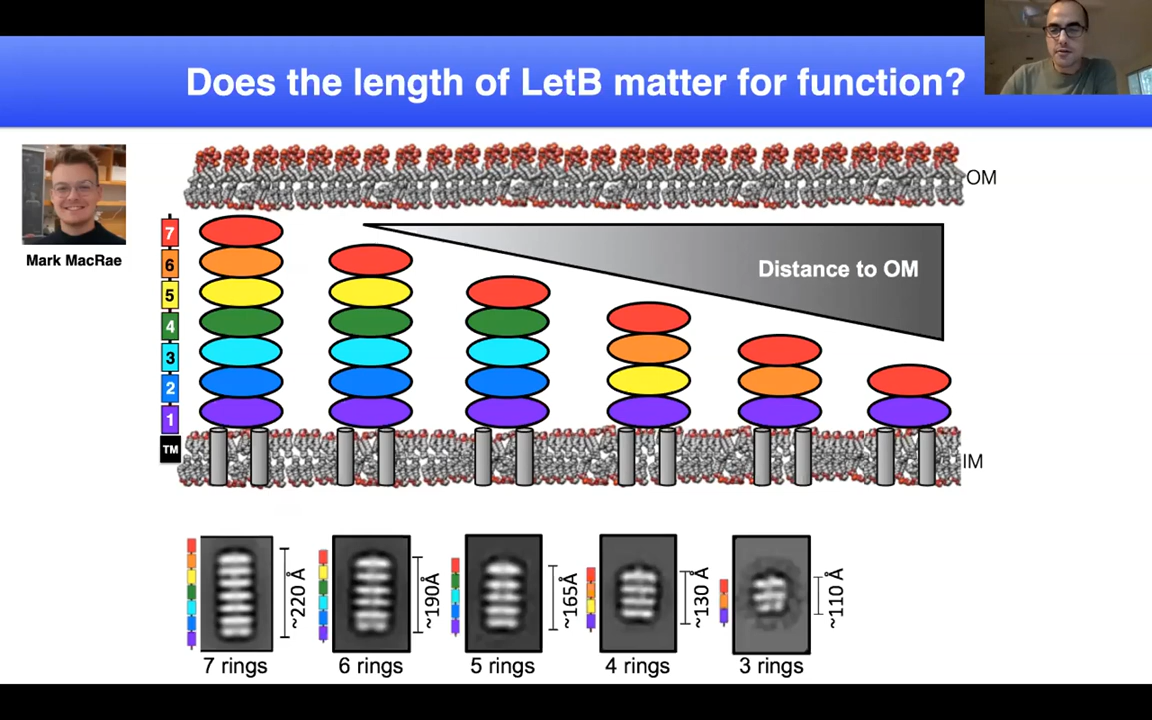 Does the length of LetB matter for function?
OM
Mark MacRae
7
6
5
4
3
2
1
TM
Distance to OM
IM
~220 Å
~190Å
~165Å
~130 Å
~110 Å
7 rings
6 rings
5 rings
4 rings
3 rings